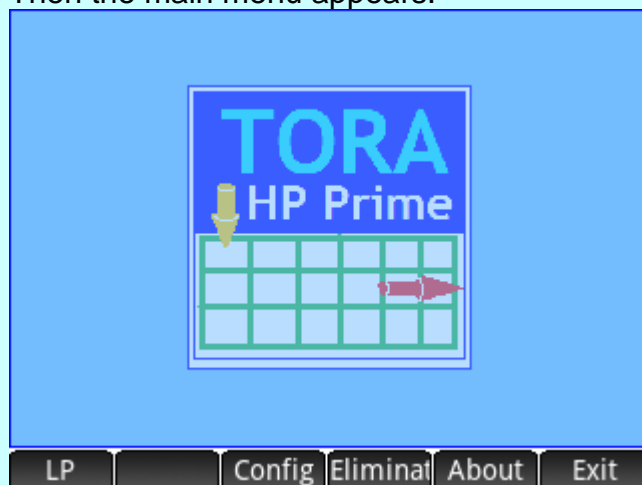 Then the main menu appears:
TORA
HP Prime
LP Config Eliminat About Exit